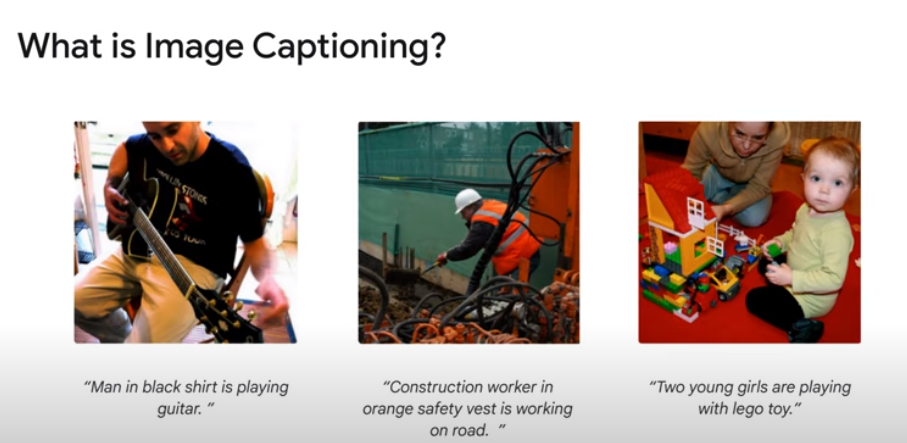 What is Image Captioning?
"Man in black shirt is playing
guitar. "
"Construction worker in
orange safety vest is working
on road. "
"Two young girls are playing
with lego toy."